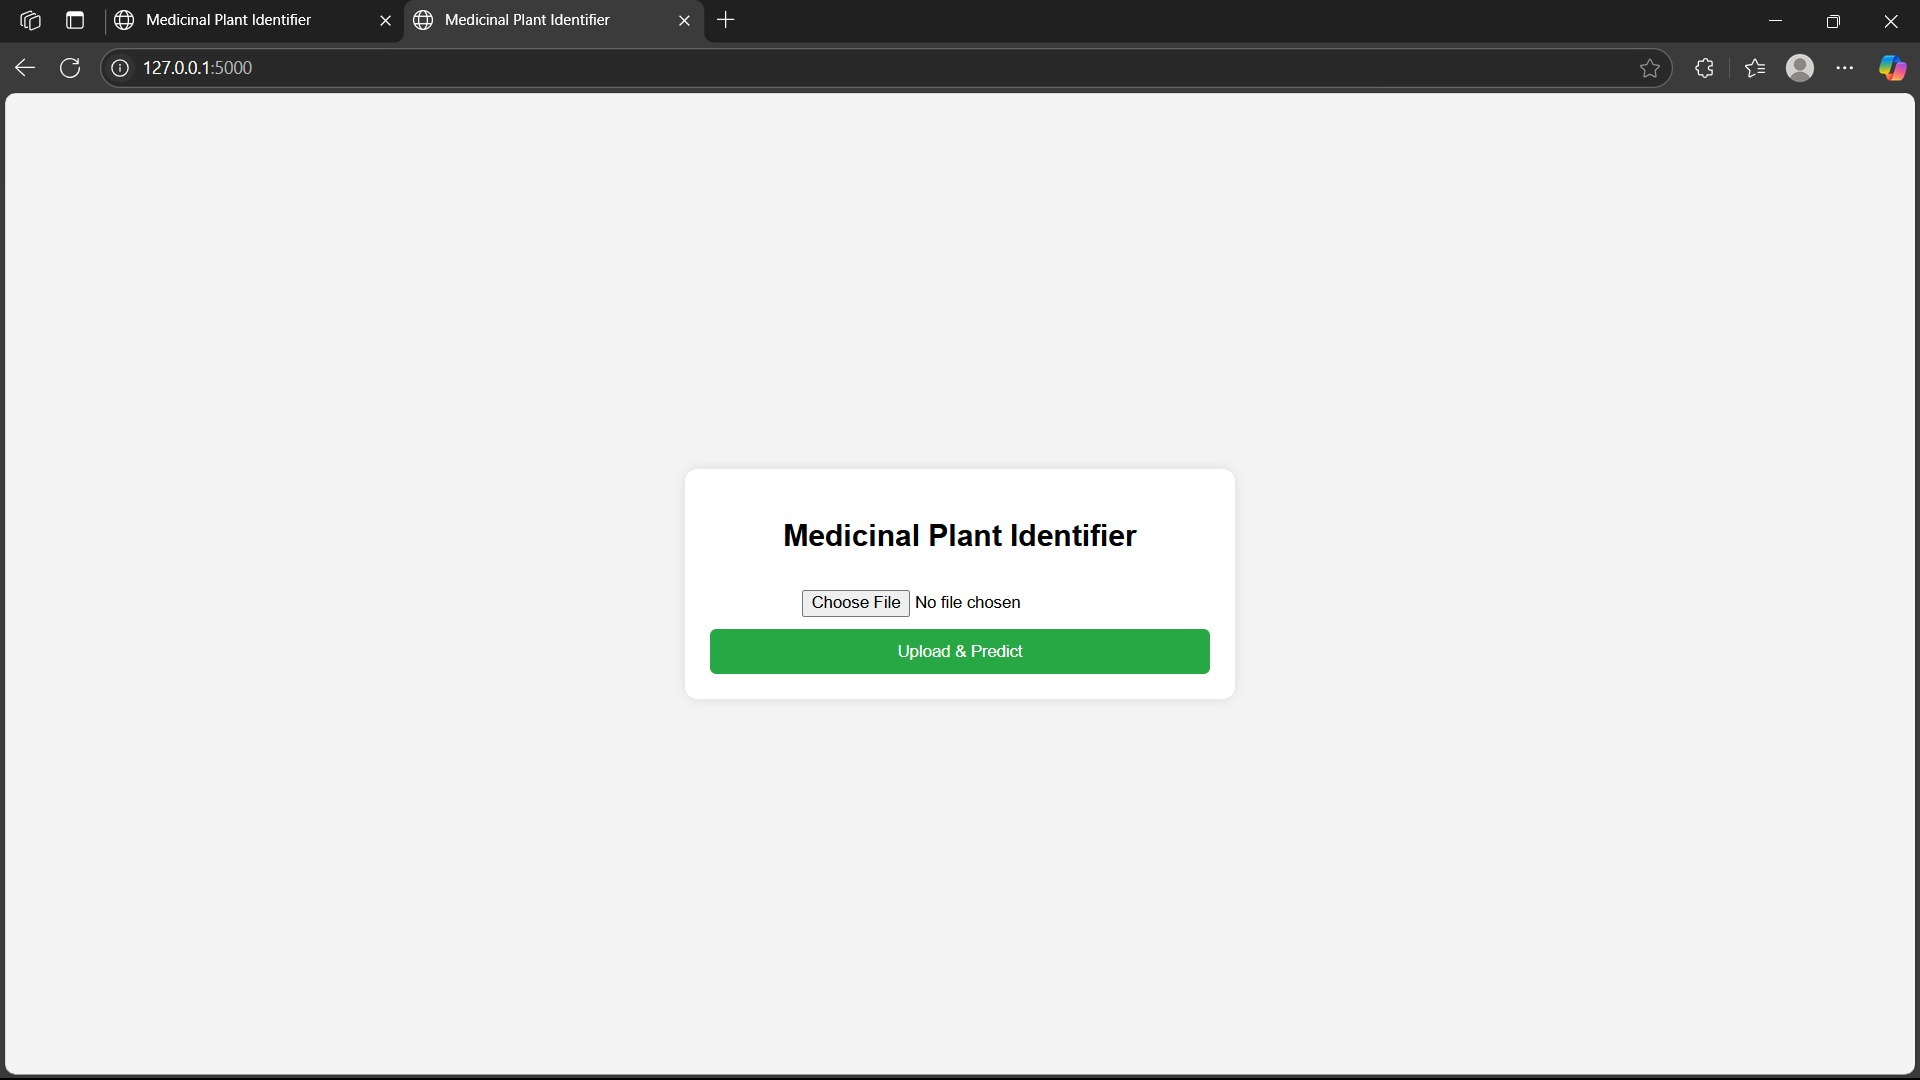 Medicinal Plant Identifier
Medicinal Plant Identifier
127.0.0.1:5000
Medicinal Plant Identifier
Choose File No file chosen
Upload & Predict